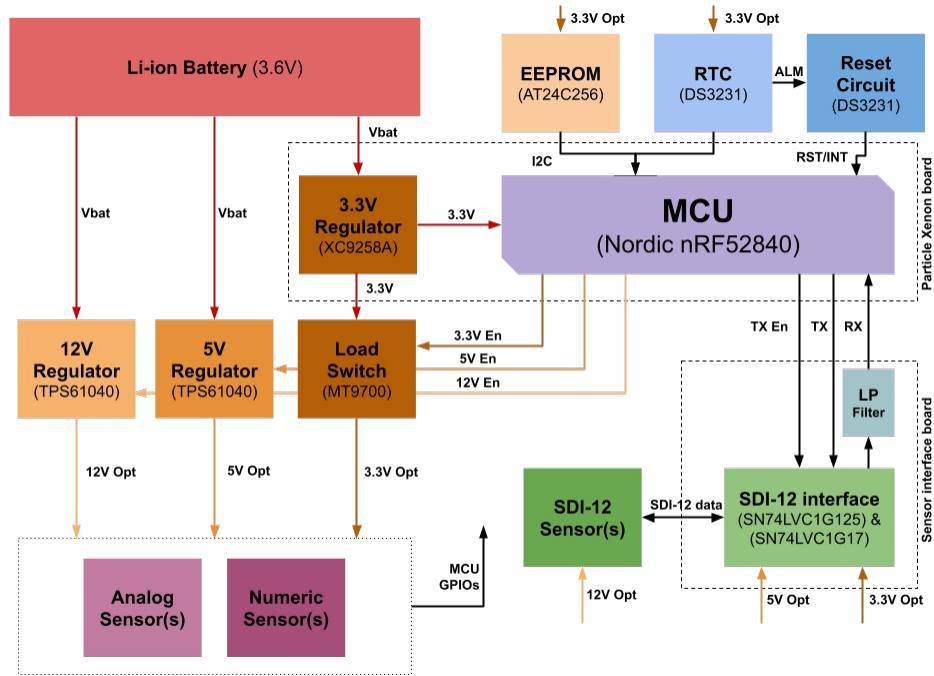 3.3V Opt
3.3V Opt
Li-ion Battery (3.6V)
EEPROM
(AT24C256)
RTC
(DS3231)
ALM
Reset
Circuit
(DS3231)
Vbat
I2C
RST/INT
Vbat
Vbat
3.3V
Regulator
(XC9258A)
3.3V
MCU
(Nordic nRF52840)
Particle Xenon board
3.3V
12V
Regulator
(TPS61040)
5V
Regulator
(TPS61040)
Load
Switch
(MT9700)
3.3V En
5V En
12V En
TX En
TX
RX
LP
Filter
Sensor interface board
12V Opt
5V Opt
3.3V Opt
SDI-12
Sensor(s)
SDI-12 data
SDI-12 interface
(SN74LVC1G125) &
(SN74LVC1G17)
MCU
GPIOs
Analog
Sensor(s)
Numeric
Sensor(s)
12V Opt
5V Opt
3.3V Opt